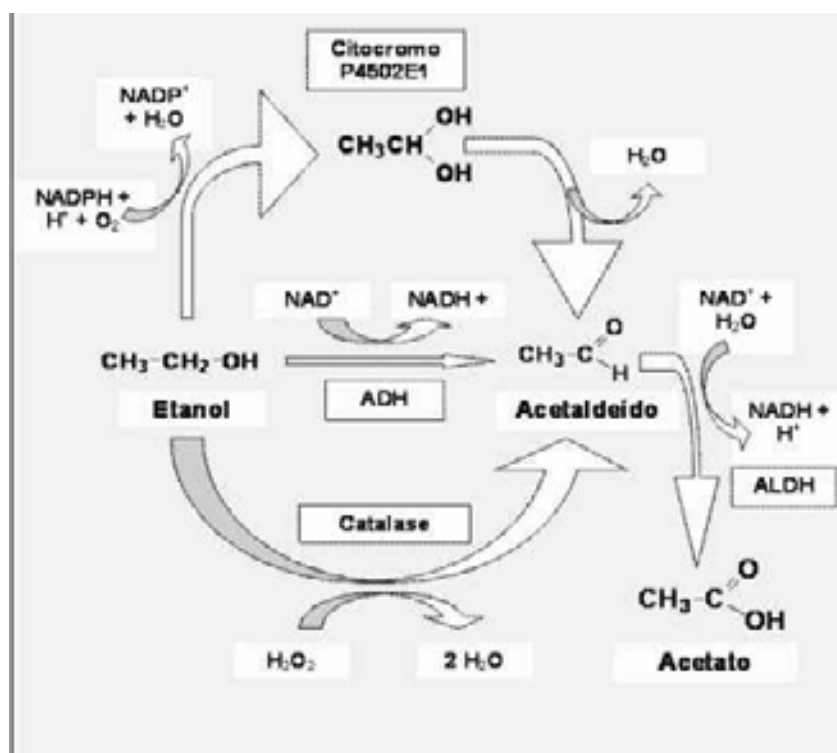 Citocromo
P4502E1
NADP⁺
+ H₂O
OH
CH₃CH
OH
H₂O
NADPH +
H⁺ + O₂
NAD⁺
NADH +
NAD⁺ +
H₂O
CH₃-CH₂-OH
O
CH₃-C
H
ADH
Etanol
Acetaldeído
NADH +
H⁺
ALDH
Catalase
O
CH₃-C
OH
H₂O₂
2 H₂O
Acetato